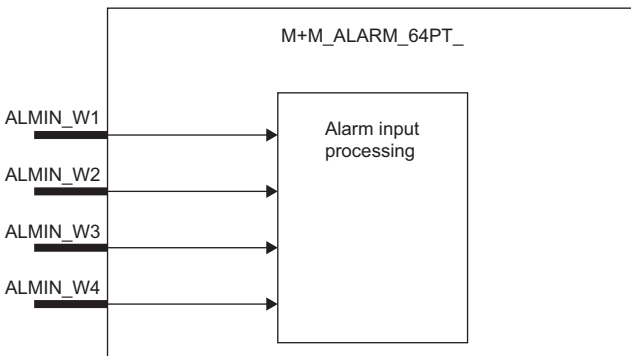 M+M_ALARM_64PT_
ALMIN_W1
Alarm input
processing
ALMIN_W2
ALMIN_W3
ALMIN_W4